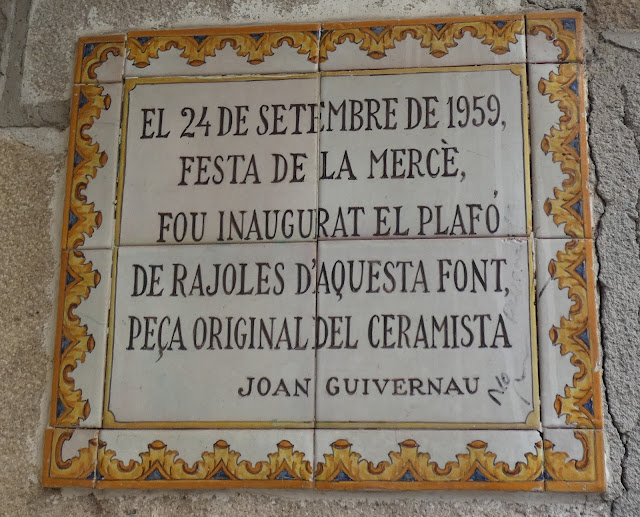 EL 24 DE SETEMBRE DE 1959,
FESTA DE LA MERCÈ,
FOU INAUGURAT EL PLAFÓ
DE RAJOLES D'AQUESTA FONT,
PEÇA ORIGINAL DEL CERAMISTA
JOAN GUIVERNAU